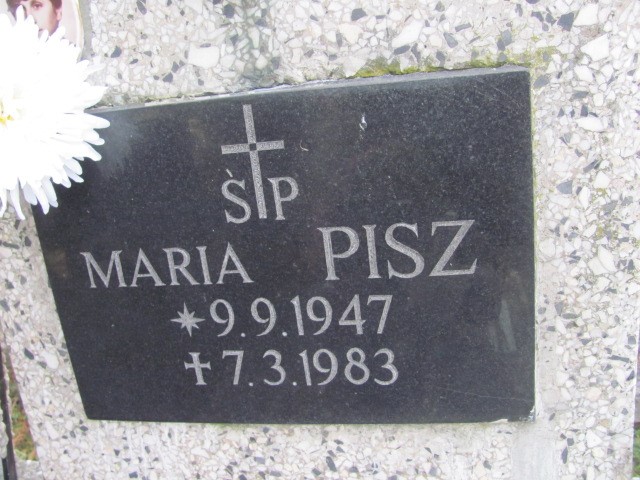 ŚP
MARIA PISZ
* 9.9.1947
† 7.3.1983